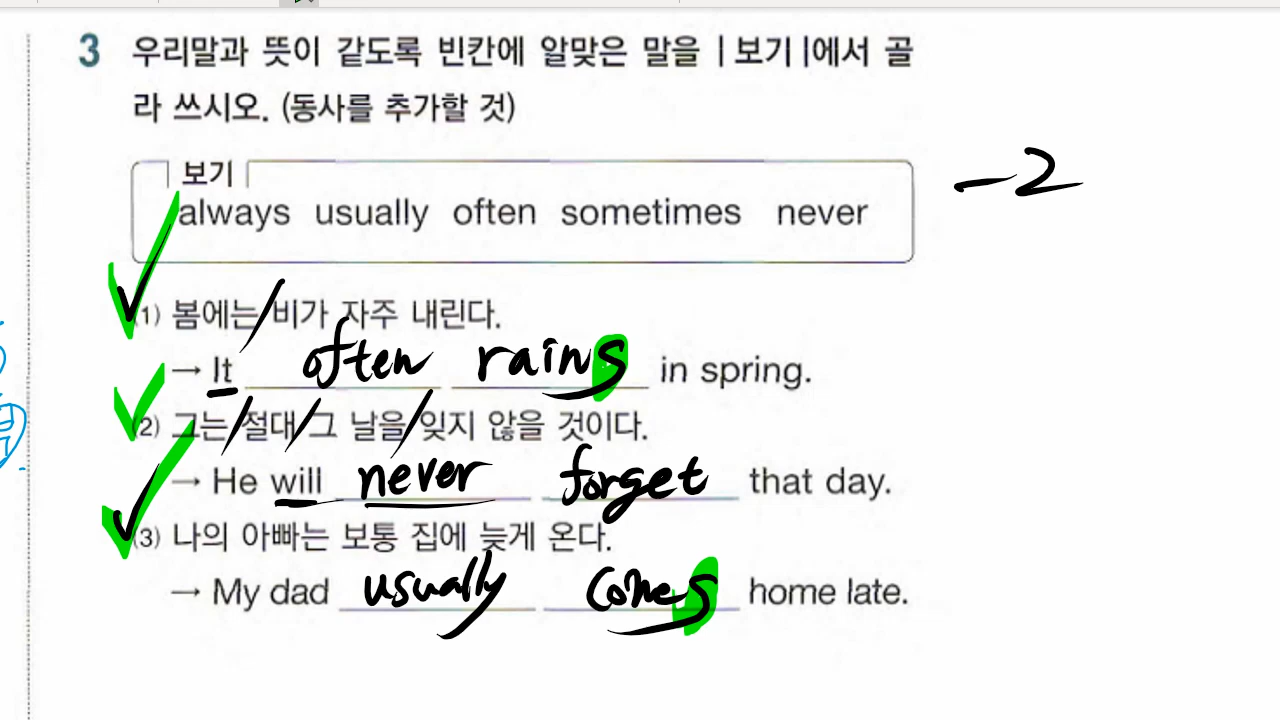 3 우리말과 뜻이 같도록 빈칸에 알맞은 말을 | 보기 |에서 골
라 쓰시오. (동사를 추가할 것)
보기
always usually often sometimes never
-2
(1) 봄에는/비가 자주 내린다.
→ It often rains in spring.
(2) 그는/절대/그 날을/잊지 않을 것이다.
→ He will never forget that day.
(3) 나의 아빠는 보통 집에 늦게 온다.
→ My dad usually comes home late.